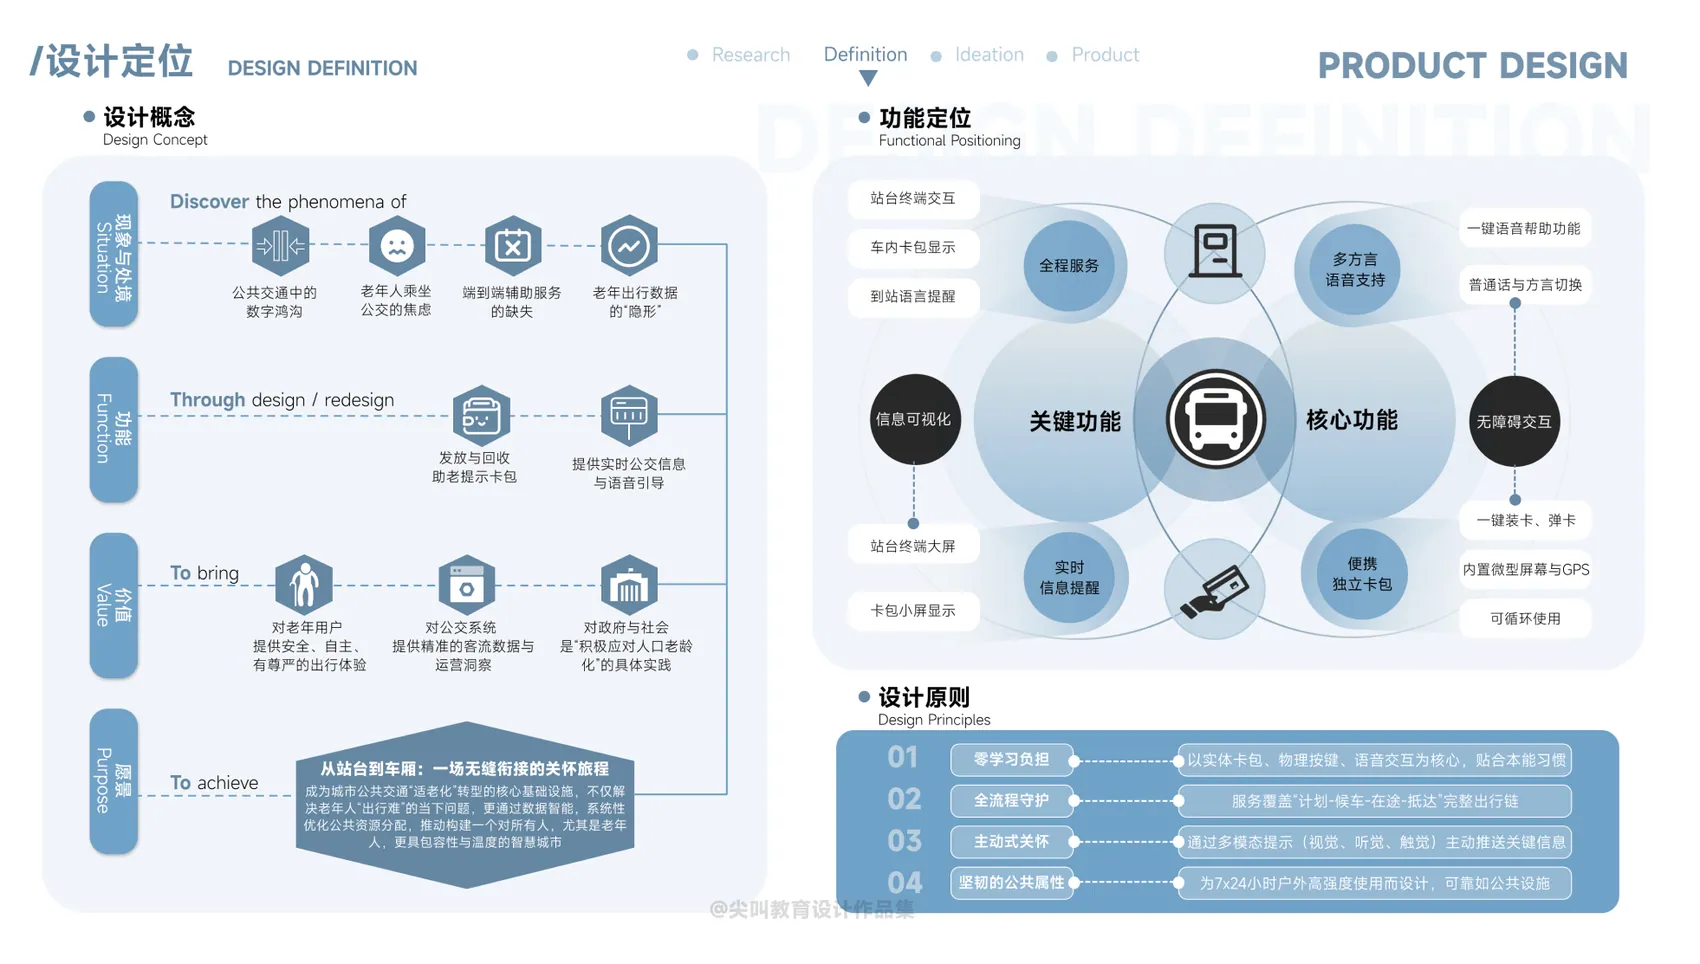 /设计定位
DESIGN DEFINITION
Research
Definition
Ideation
Product
PRODUCT DESIGN
DESIGN DEFINITION
设计概念
Design Concept
现象与处境
Situation
Discover the phenomena of
公共交通中的
数字鸿沟
老年人乘坐
公交的焦虑
端到端辅助服务
的缺失
老年出行数据
的“隐形”
功能
Function
Through design / redesign
发放与回收
助老提示卡包
提供实时公交信息
与语音引导
价值
Value
To bring
对老年用户
提供安全、自主、
有尊严的出行体验
对公交系统
提供精准的客流数据与
运营洞察
对政府与社会
是“积极应对人口老龄
化”的具体实践
愿景
Purpose
To achieve
从站台到车厢：一场无缝衔接的关怀旅程
成为城市公共交通“适老化”转型的核心基础设施，不仅解
决老年人“出行难”的当下问题，更通过数据智能，系统性
优化公共资源分配，推动构建一个对所有人，尤其是老年
人，更具包容性与温度的智慧城市
功能定位
Functional Positioning
站台终端交互
车内卡包显示
到站语言提醒
全程服务
多方言
语音支持
一键语音帮助功能
普通话与方言切换
信息可视化
关键功能
核心功能
无障碍交互
站台终端大屏
卡包小屏显示
实时
信息提醒
便携
独立卡包
一键装卡、弹卡
内置微型屏幕与GPS
可循环使用
设计原则
Design Principles
01
零学习负担
以实体卡包、物理按键、语音交互为核心，贴合本能习惯
02
全流程守护
服务覆盖“计划-候车-在途-抵达”完整出行链
03
主动式关怀
通过多模态提示（视觉、听觉、触觉）主动推送关键信息
04
坚韧的公共属性
为7x24小时户外高强度使用而设计，可靠如公共设施
@尖叫教育设计作品集